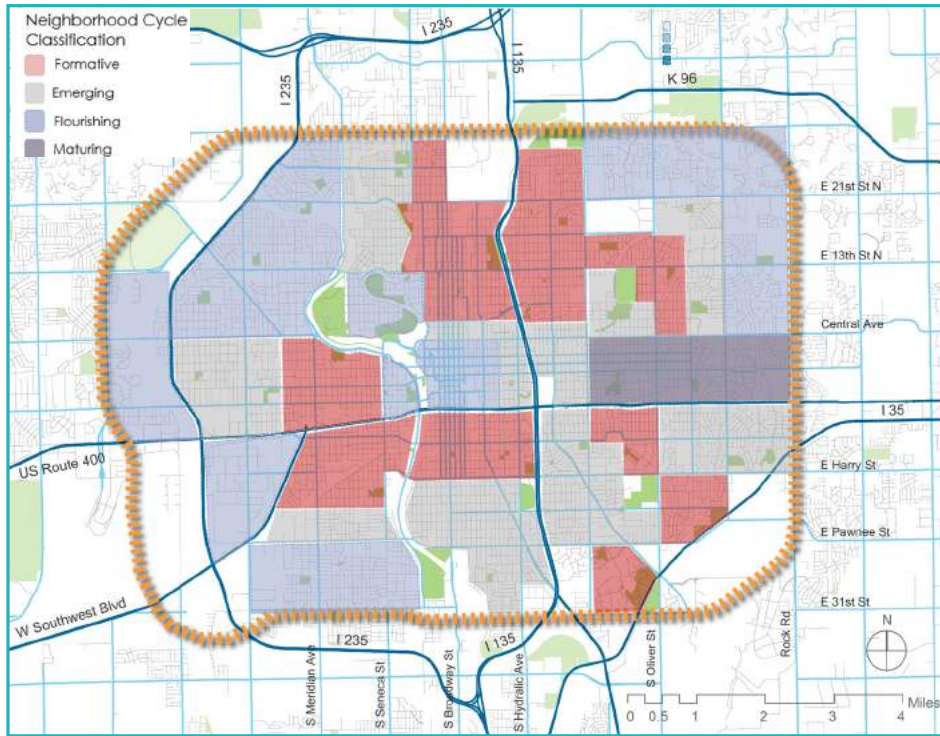 Neighborhood Cycle
Classification
Formative
Emerging
Flourishing
Maturing
I 235
I 235
I 135
K 96
E 21st St N
E 13th St N
Central Ave
I 35
US Route 400
E Harry St
E Pawnee St
W Southwest Blvd
E 31st St
I 235
I 135
S Meridian Ave
S Seneca St
S Broadway St
S Hydralic Ave
S Oliver St
Rock Rd
N
0 0.5 1 2 3 4 Miles